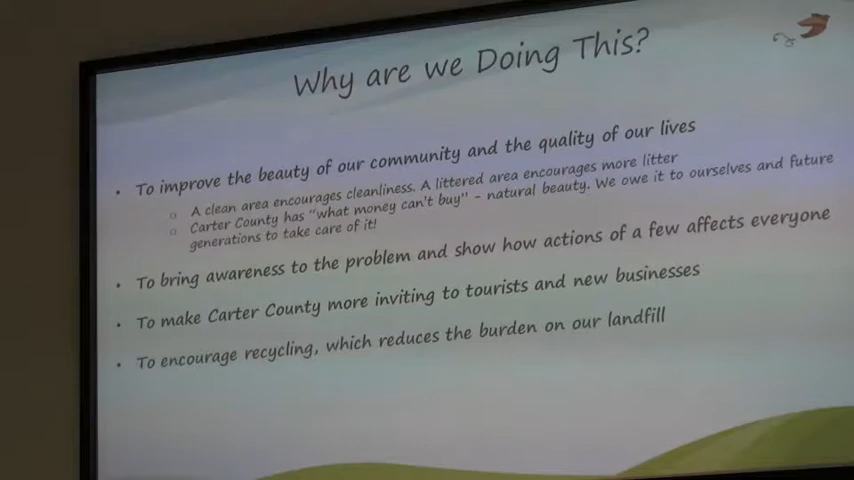 Why are we Doing This?
• To improve the beauty of our community and the quality of our lives
○ A clean area encourages cleanliness. A littered area encourages more litter
○ Carter County has "what money can't buy" - natural beauty. We owe it to ourselves and future
generations to take care of it!
• To bring awareness to the problem and show how actions of a few affects everyone
• To make Carter County more inviting to tourists and new businesses
• To encourage recycling, which reduces the burden on our landfill